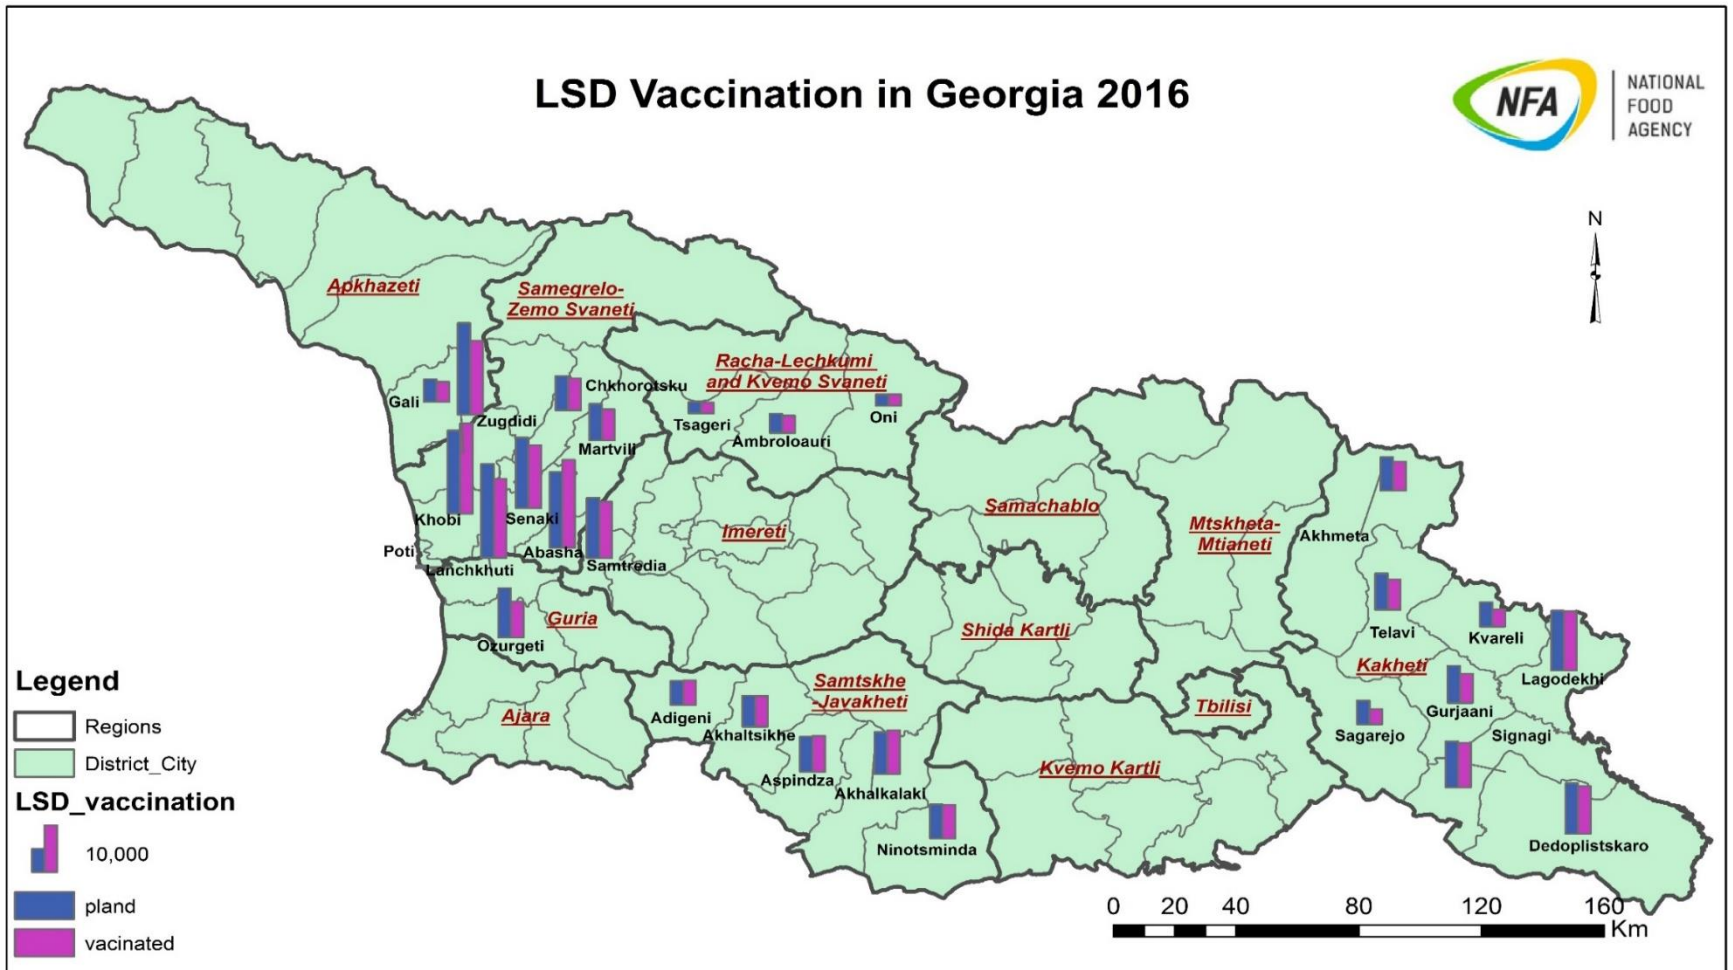 LSD Vaccination in Georgia 2016
NFA
NATIONAL
FOOD
AGENCY
N
Apkhazeti
Samegrelo-
Zemo Svaneti
Racha-Lechkumi
and Kvemo Svaneti
Gali
Zugdidi
Chkhorotsku
Martvili
Tsageri
Ambroloauri
Oni
Khobi
Senaki
Poti
Abasha
Lanchkhuti
Samtredia
Imereti
Samachablo
Mtskheta-
Mtianeti
Akhmeta
Guria
Ozurgeti
Shida Kartli
Telavi
Kvareli
Kakheti
Lagodekhi
Ajara
Adigeni
Samtskhe
-Javakheti
Akhaltsikhe
Tbilisi
Gurjaani
Sagarejo
Signagi
Aspindza
Akhalkalaki
Kvemo Kartli
Ninotsminda
Dedoplistskaro
Legend
Regions
District_City
LSD_vaccination
10,000
pland
vacinated
0 20 40 80 120 160
Km